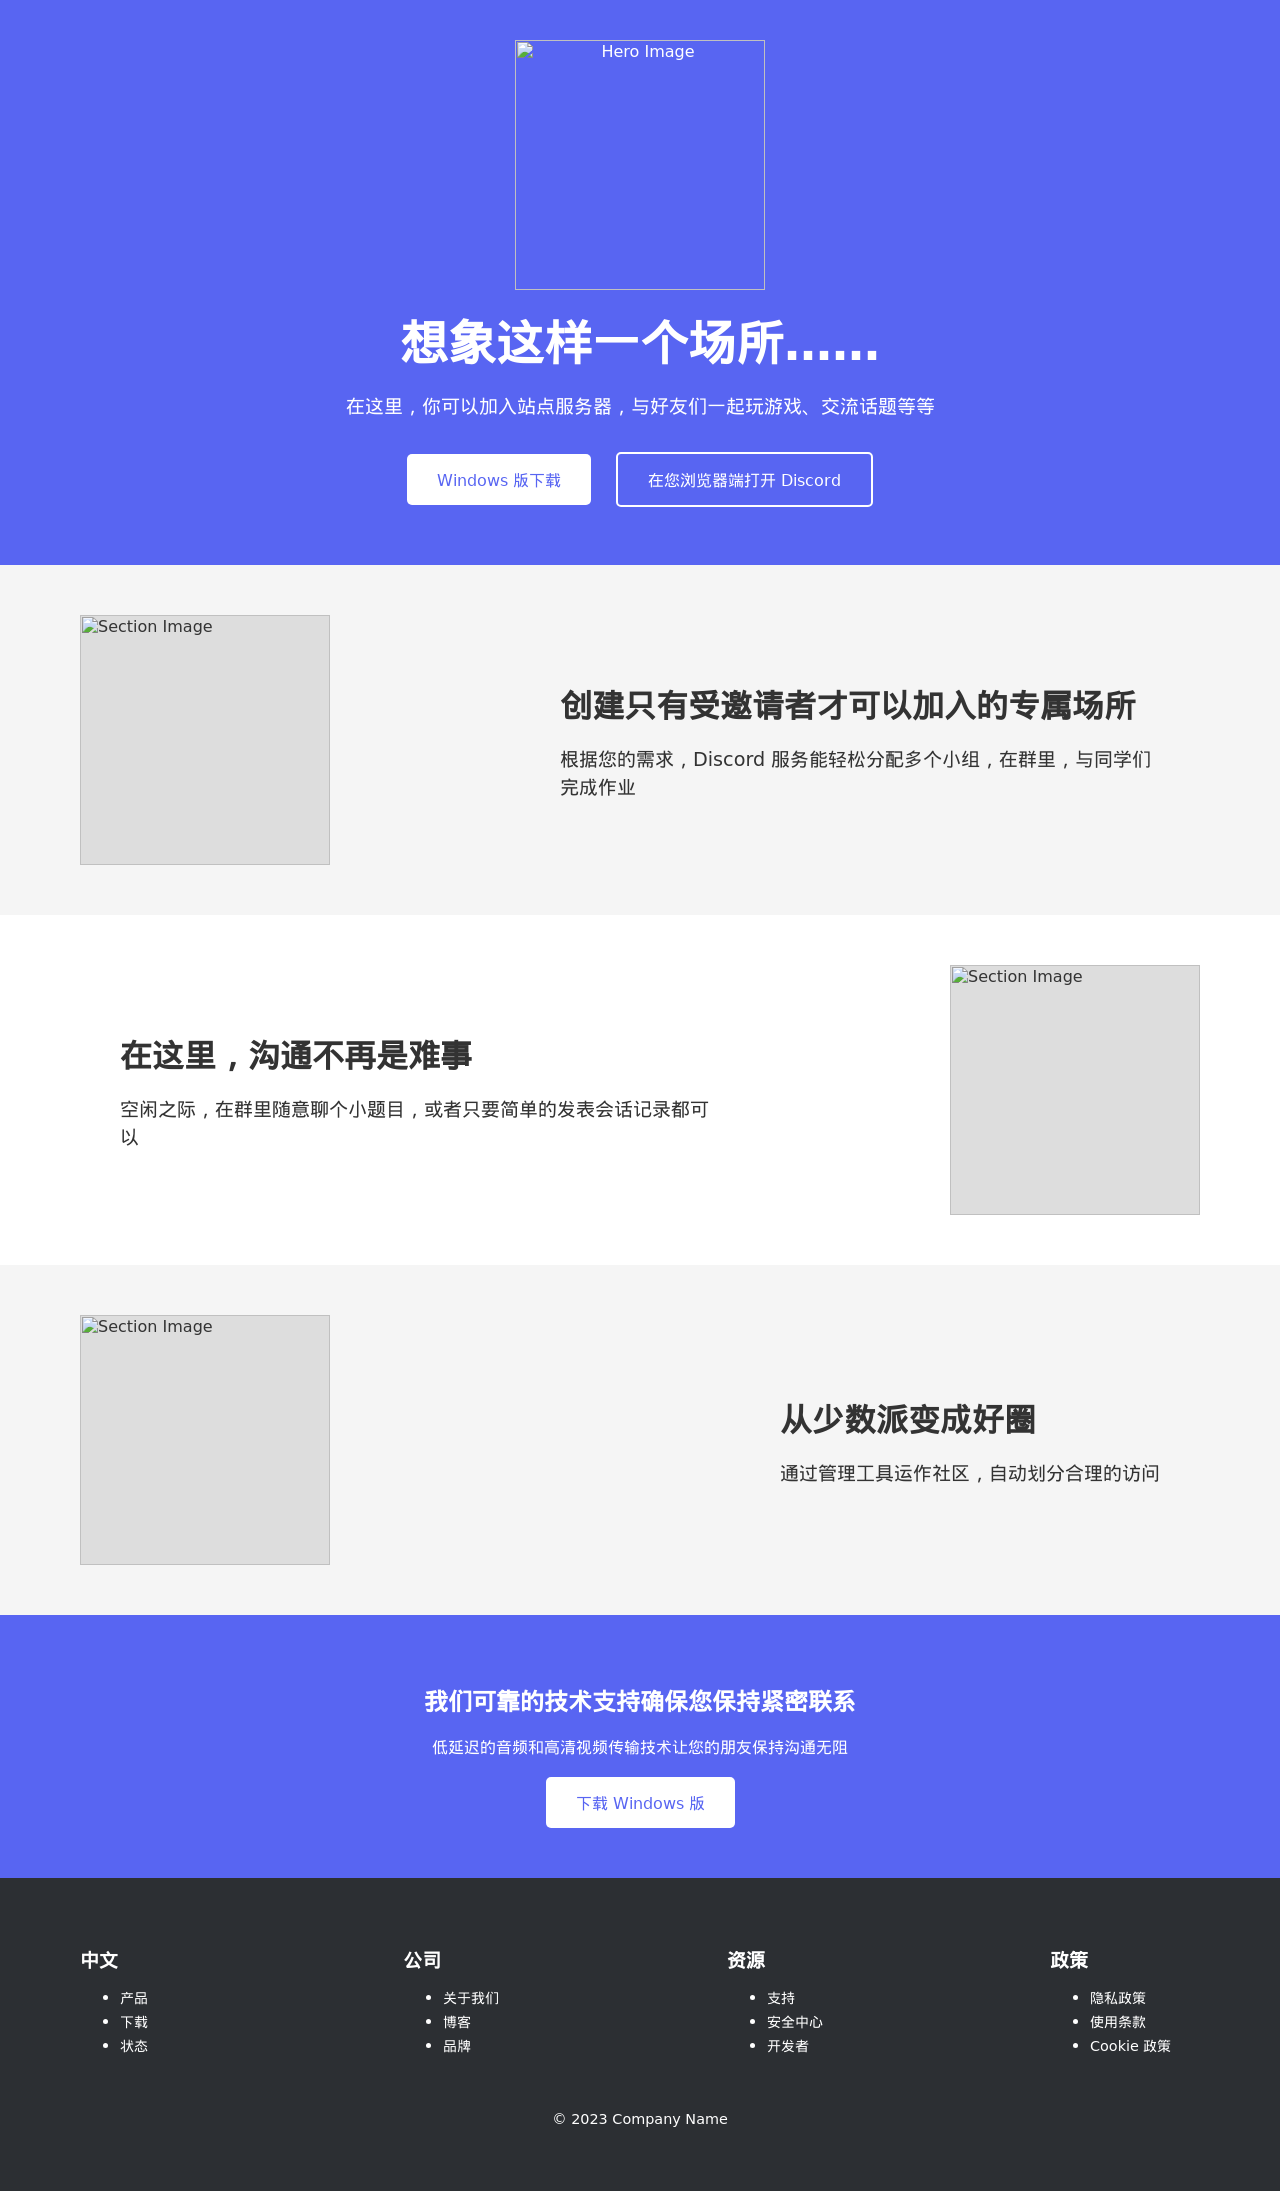 Hero Image
想象这样一个场所……
在这里，你可以加入站点服务器，与好友们一起玩游戏、交流话题等等
Windows 版下载
在您浏览器端打开 Discord
Section Image
创建只有受邀请者才可以加入的专属场所
根据您的需求，Discord 服务能轻松分配多个小组，在群里，与同学们
完成作业
Section Image
在这里，沟通不再是难事
空闲之际，在群里随意聊个小题目，或者只要简单的发表会话记录都可
以
Section Image
从少数派变成好圈
通过管理工具运作社区，自动划分合理的访问
我们可靠的技术支持确保您保持紧密联系
低延迟的音频和高清视频传输技术让您的朋友保持沟通无阻
下载 Windows 版
中文
产品
下载
状态
公司
关于我们
博客
品牌
资源
支持
安全中心
开发者
政策
隐私政策
使用条款
Cookie 政策
© 2023 Company Name